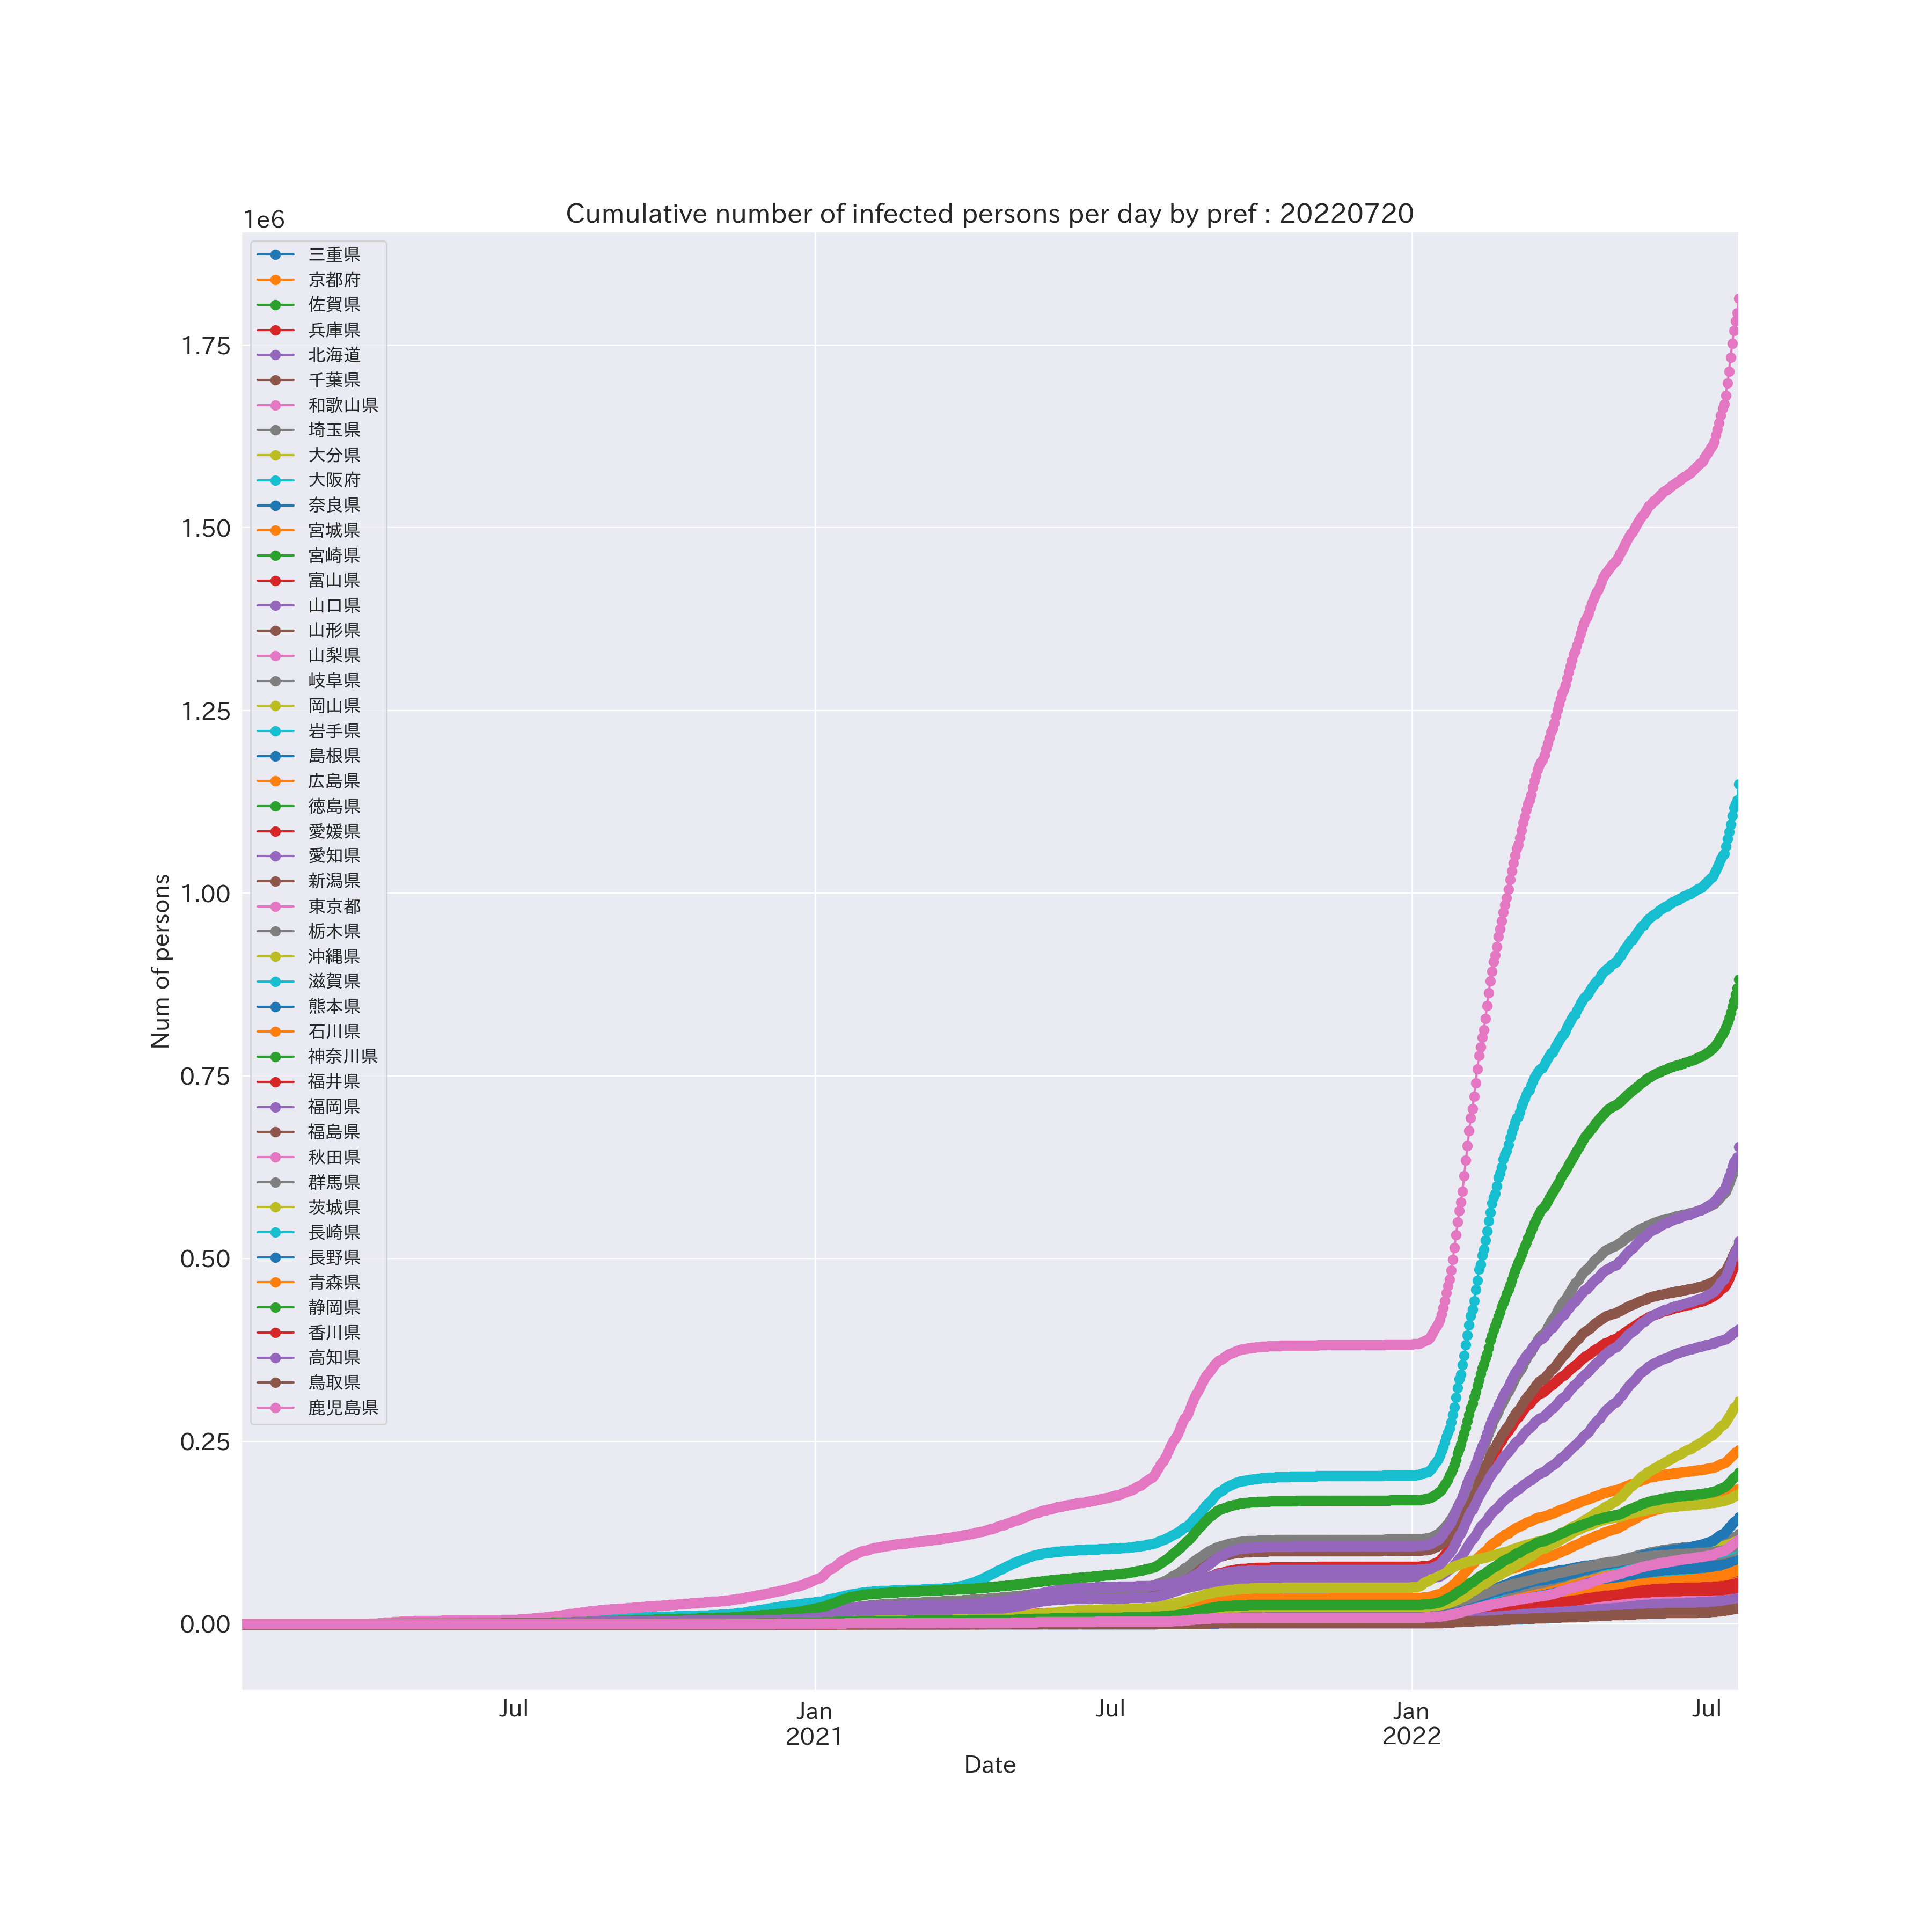 Cumulative number of infected persons per day by pref : 20220720
1e6
三重県
京都府
佐賀県
兵庫県
北海道
千葉県
和歌山県
埼玉県
大分県
大阪府
奈良県
宮城県
宮崎県
富山県
山口県
山形県
山梨県
岐阜県
岡山県
岩手県
島根県
広島県
徳島県
愛媛県
愛知県
新潟県
東京都
栃木県
沖縄県
滋賀県
熊本県
石川県
神奈川県
福井県
福岡県
福島県
秋田県
群馬県
茨城県
長崎県
長野県
青森県
静岡県
香川県
高知県
鳥取県
鹿児島県
1.75
1.50
1.25
1.00
0.75
0.50
0.25
0.00
Num of persons
Jul
Jan
2021
Jul
Jan
2022
Jul
Date